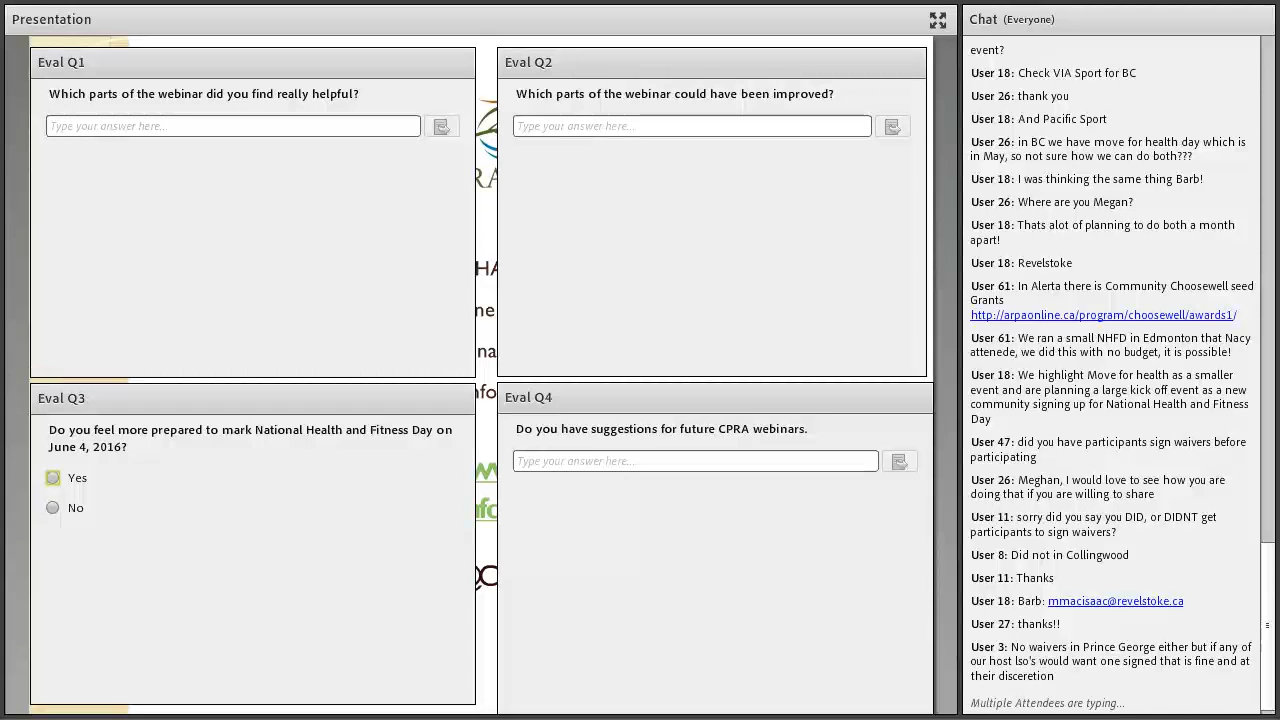 Presentation
Eval Q1
Which parts of the webinar did you find really helpful?
Type your answer here...
Eval Q2
Which parts of the webinar could have been improved?
Type your answer here...
RA
HA
ne
na
nfo
w
nfo
Eval Q3
Do you feel more prepared to mark National Health and Fitness Day on
June 4, 2016?
Yes
No
Eval Q4
Do you have suggestions for future CPRA webinars.
Type your answer here...
Chat (Everyone)
event?
User 18: Check VIA Sport for BC
User 26: thank you
User 18: And Pacific Sport
User 26: in BC we have move for health day which is
in May, so not sure how we can do both???
User 18: I was thinking the same thing Barb!
User 26: Where are you Megan?
User 18: Thats alot of planning to do both a month
apart!
User 18: Revelstoke
User 61: In Alerta there is Community Choosewell seed
Grants
http://arpaonline.ca/program/choosewell/awards1/
User 61: We ran a small NHFD in Edmonton that Nacy
attenede, we did this with no budget, it is possible!
User 18: We highlight Move for health as a smaller
event and are planning a large kick off event as a new
community signing up for National Health and Fitness
Day
User 47: did you have participants sign waivers before
participating
User 26: Meghan, I would love to see how you are
doing that if you are willing to share
User 11: sorry did you say you DID, or DIDNT get
participants to sign waivers?
User 8: Did not in Collingwood
User 11: Thanks
User 18: Barb: mmacisaac@revelstoke.ca
User 27: thanks!!
User 3: No waivers in Prince George either but if any of
our host lso's would want one signed that is fine and at
their disceretion
Multiple Attendees are typing...